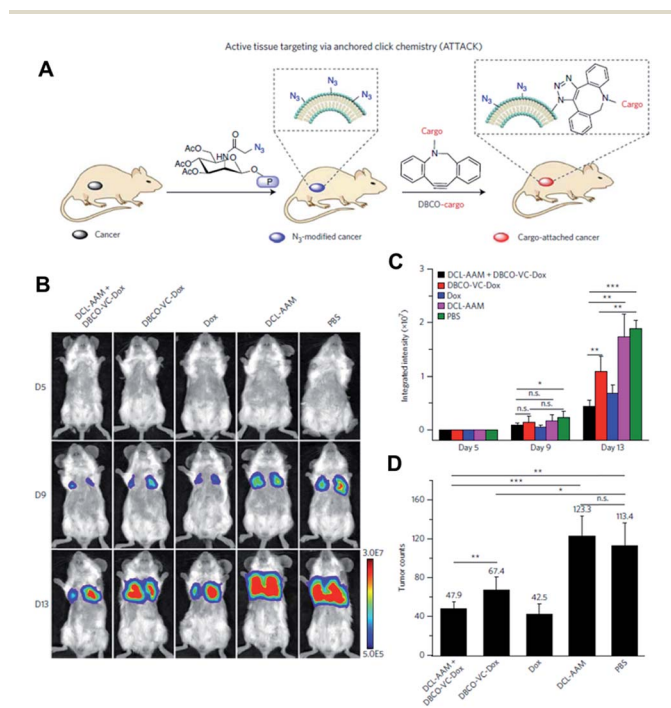 Active tissue targeting via anchored click chemistry (ATTACK)
A
N₃
N₃
N₃
N₃
N₃
N
N
N
N
Cargo
AcO
AcO
AcO
HN
O
N₃
O
O
P
Cargo
N
DBCO-cargo
Cancer
N₃-modified cancer
Cargo-attached cancer
B
DCL-AAM +
DBCO-VC-Dox
DBCO-VC-Dox
Dox
DCL-AAM
PBS
D5
D9
D13
3.0E7
5.0E5
C
DCL-AAM + DBCO-VC-Dox
DBCO-VC-Dox
Dox
DCL-AAM
PBS
Integrated intensity (×10⁷)
3
2
1
0
n.s.
n.s.
n.s.
*
**
**
**
***
Day 5
Day 9
Day 13
D
Tumor counts
160
120
80
40
0
**
***
*
n.s.
**
47.9
67.4
42.5
123.3
113.4
DCL-AAM +
DBCO-VC-Dox
DBCO-VC-Dox
Dox
DCL-AAM
PBS